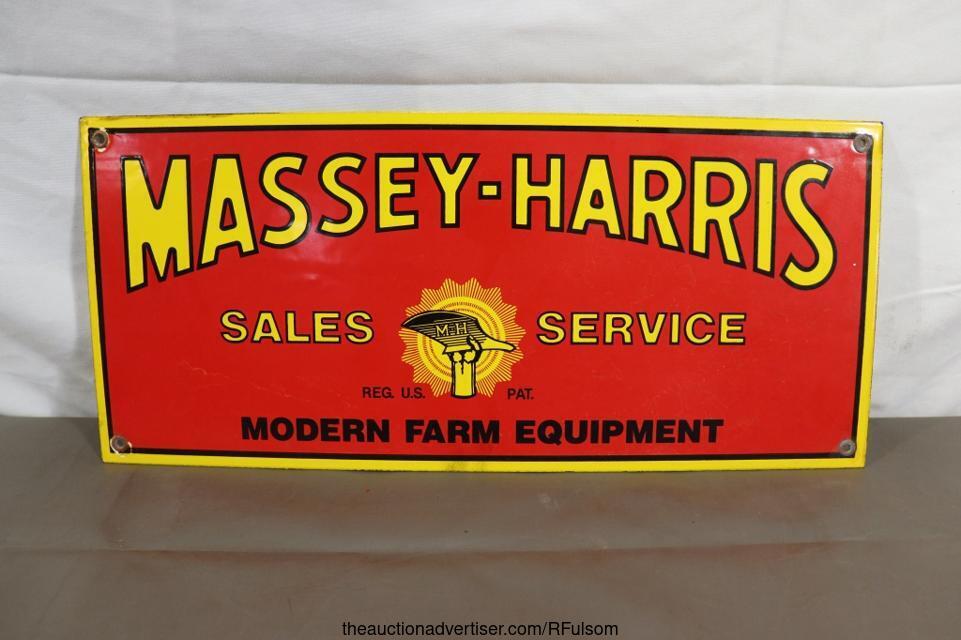 MASSEY-HARRIS
SALES M-H SERVICE
REG. U.S. PAT.
MODERN FARM EQUIPMENT
theauctionadvertiser.com/RFulsom